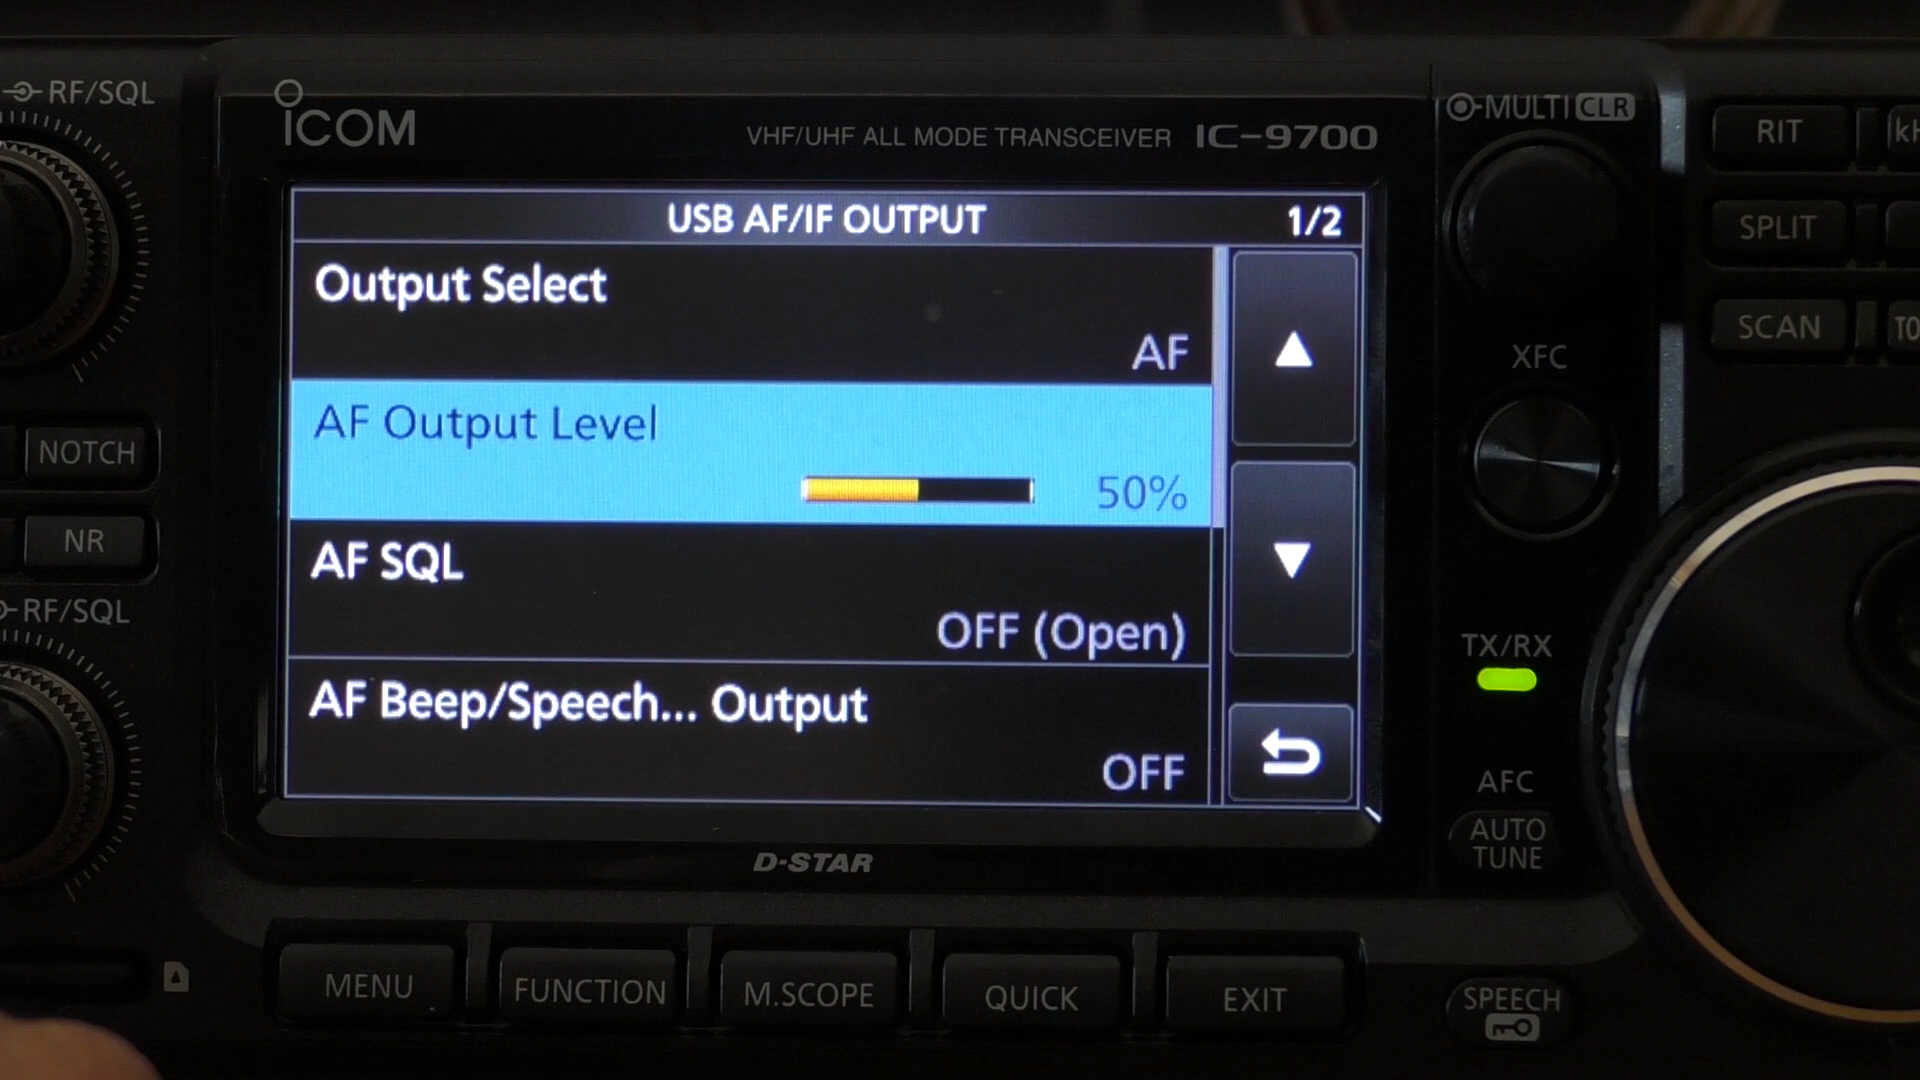 RF/SQL
ICOM
VHF/UHF ALL MODE TRANSCEIVER IC-9700
MULTI CLR
RIT
USB AF/IF OUTPUT 1/2
SPLIT
Output Select
AF
SCAN
XFC
AF Output Level
NOTCH
50%
NR
AF SQL
RF/SQL
OFF (Open)
TX/RX
AF Beep/Speech... Output
OFF
AFC
AUTO
TUNE
D-STAR
MENU
FUNCTION
M.SCOPE
QUICK
EXIT
SPEECH